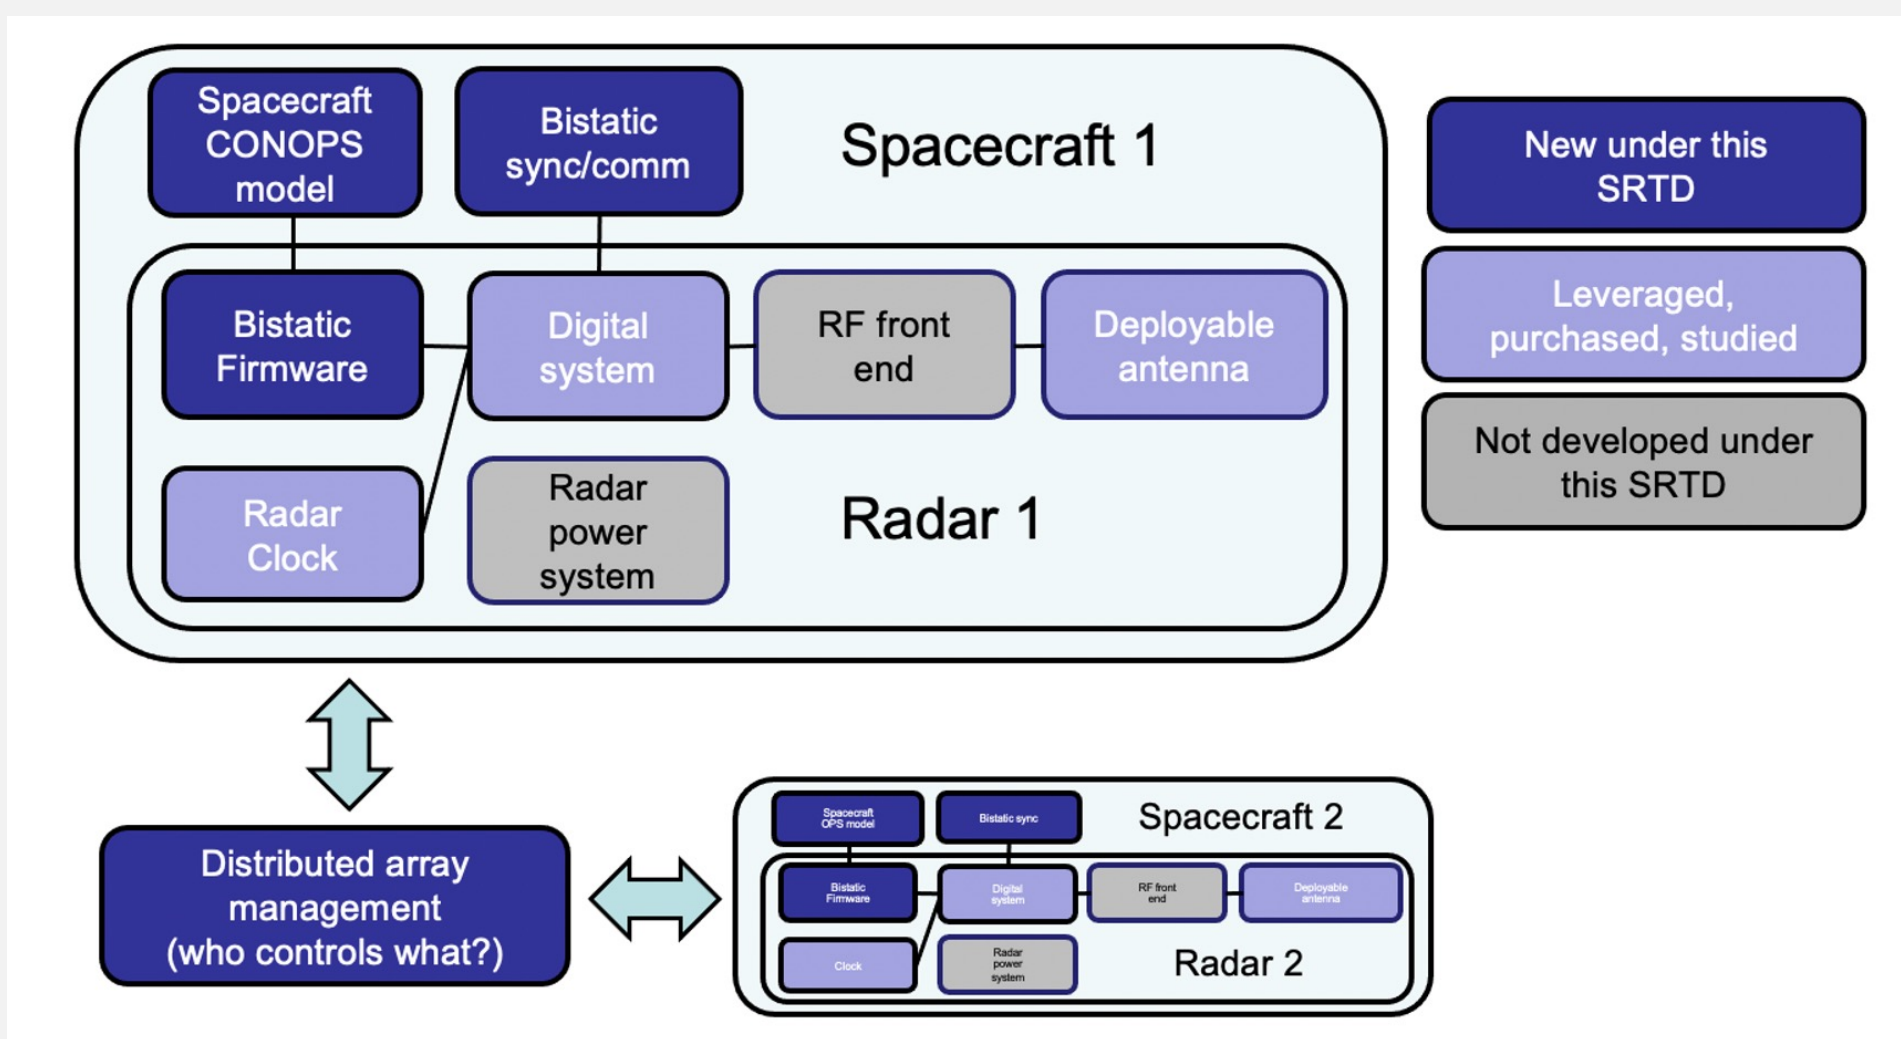 Spacecraft
CONOPS
model
Bistatic
sync/comm
Spacecraft 1
Bistatic
Firmware
Digital
system
RF front
end
Deployable
antenna
Radar
Clock
Radar
power
system
Radar 1
New under this
SRTD
Leveraged,
purchased, studied
Not developed under
this SRTD
Distributed array
management
(who controls what?)
Spacecraft
OPS model
Bistatic sync
Spacecraft 2
Bistatic
Firmware
Digital
system
RF front
end
Deployable
antenna
Clock
Radar
power
system
Radar 2